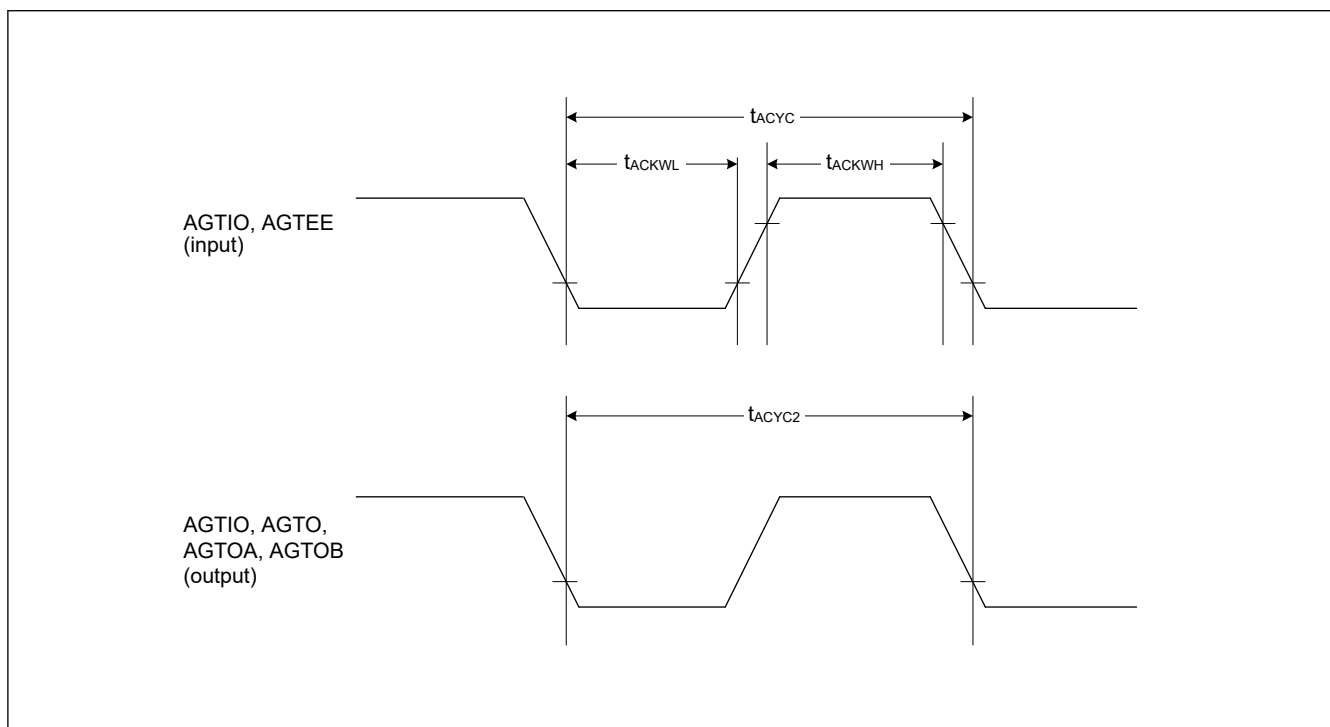 tACYC
tACKWL
tACKWH
AGTIO, AGTEE
(input)
tACYC2
AGTIO, AGTO,
AGTOA, AGTOB
(output)